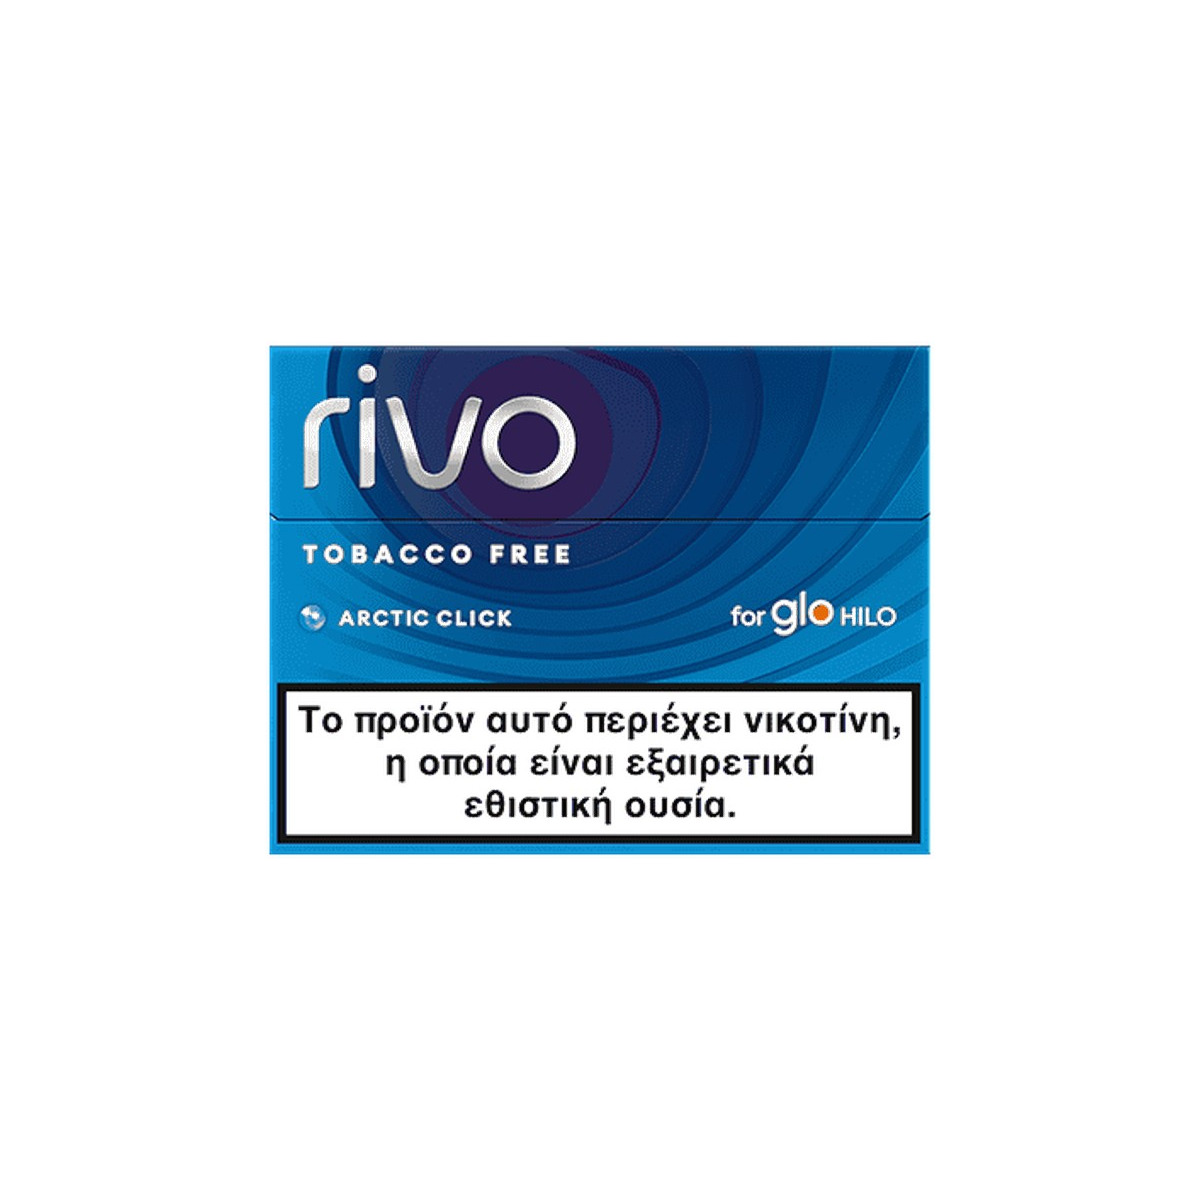 rivo
TOBACCO FREE
ARCTIC CLICK
for glo HILO
Το προϊόν αυτό περιέχει νικοτίνη,
η οποία είναι εξαιρετικά
εθιστική ουσία.